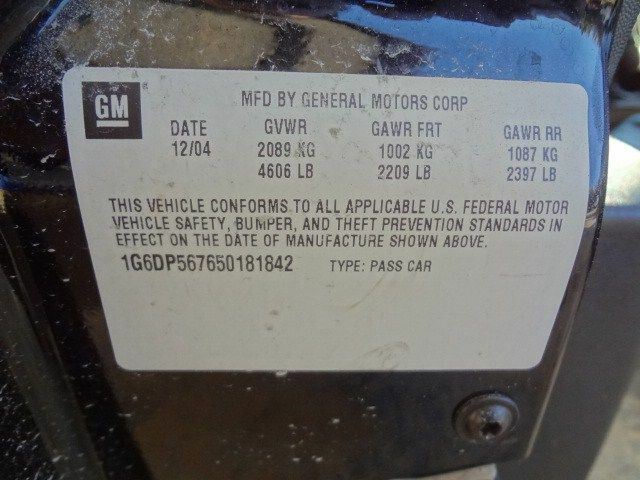 GM
MFD BY GENERAL MOTORS CORP
DATE GVWR GAWR FRT GAWR RR
12/04 2089 KG 1002 KG 1087 KG
4606 LB 2209 LB 2397 LB
THIS VEHICLE CONFORMS TO ALL APPLICABLE U.S. FEDERAL MOTOR
VEHICLE SAFETY, BUMPER, AND THEFT PREVENTION STANDARDS IN
EFFECT ON THE DATE OF MANUFACTURE SHOWN ABOVE.
1G6DP567650181842 TYPE: PASS CAR